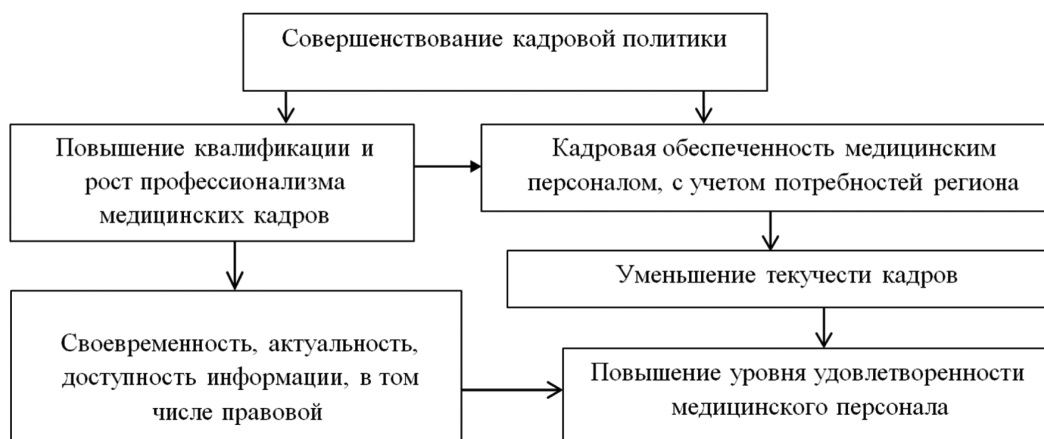 Совершенствование кадровой политики
Повышение квалификации и
рост профессионализма
медицинских кадров
Кадровая обеспеченность медицинским
персоналом, с учетом потребностей региона
Уменьшение текучести кадров
Своевременность, актуальность,
доступность информации, в том
числе правовой
Повышение уровня удовлетворенности
медицинского персонала